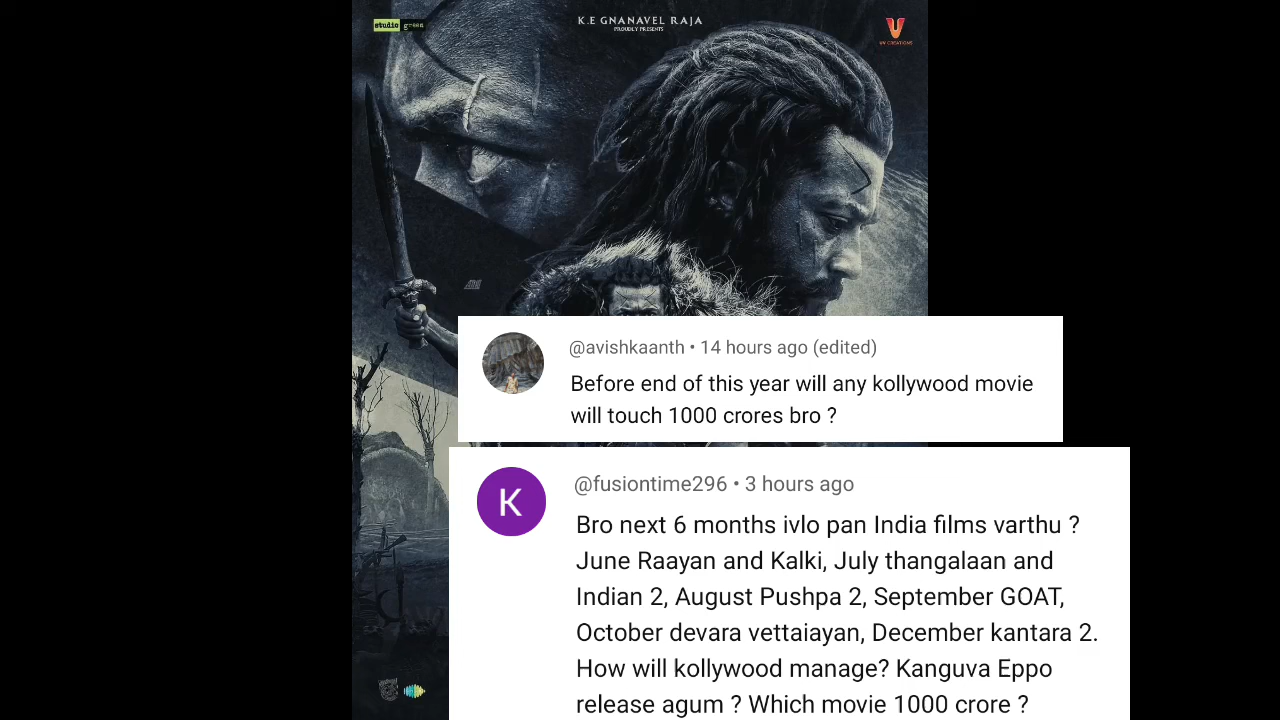 studio green
K.E GNANAVEL RAJA
PROUDLY PRESENTS
UV CREATIONS
@avishkaanth • 14 hours ago (edited)
Before end of this year will any kollywood movie
will touch 1000 crores bro ?
K
@fusiontime296 • 3 hours ago
Bro next 6 months ivlo pan India films varthu ?
June Raayan and Kalki, July thangalaan and
Indian 2, August Pushpa 2, September GOAT,
October devara vettaiayan, December kantara 2.
How will kollywood manage? Kanguva Eppo
release agum ? Which movie 1000 crore ?